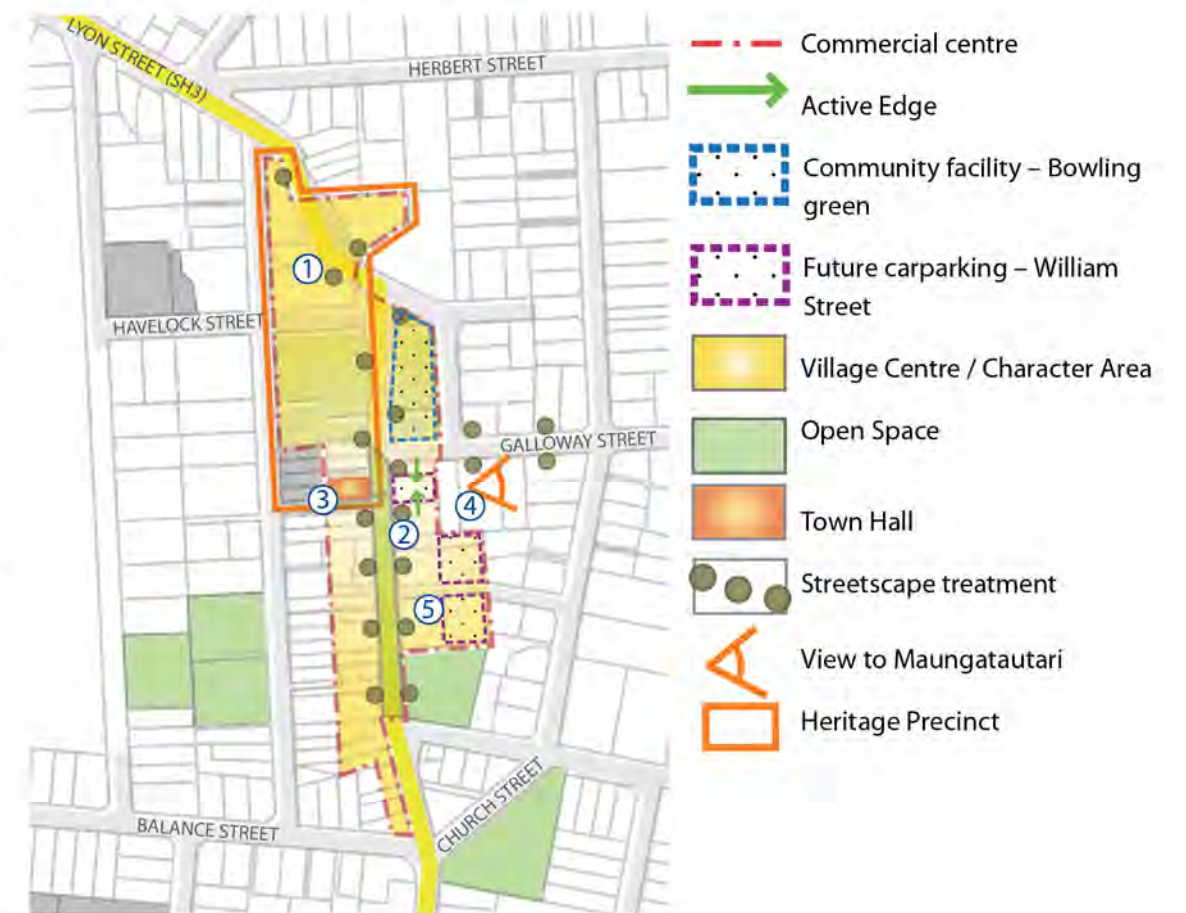 LYON STREET (SH3)
HERBERT STREET
1
HAVELOCK STREET
GALLOWAY STREET
3
4
2
5
CHURCH STREET
BALANCE STREET
Commercial centre
Active Edge
Community facility – Bowling
green
Future carparking – William
Street
Village Centre / Character Area
Open Space
Town Hall
Streetscape treatment
View to Maungatautari
Heritage Precinct